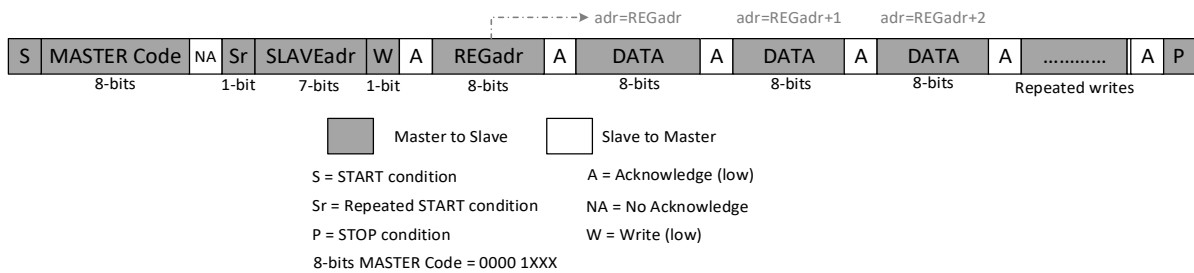 adr=REGadr adr=REGadr+1 adr=REGadr+2
S MASTER Code NA Sr SLAVEadr W A REGadr A DATA A DATA A DATA A ............ A P
8-bits 1-bit 7-bits 1-bit 8-bits 8-bits 8-bits 8-bits Repeated writes
Master to Slave Slave to Master
S = START condition A = Acknowledge (low)
Sr = Repeated START condition NA = No Acknowledge
P = STOP condition W = Write (low)
8-bits MASTER Code = 0000 1XXX